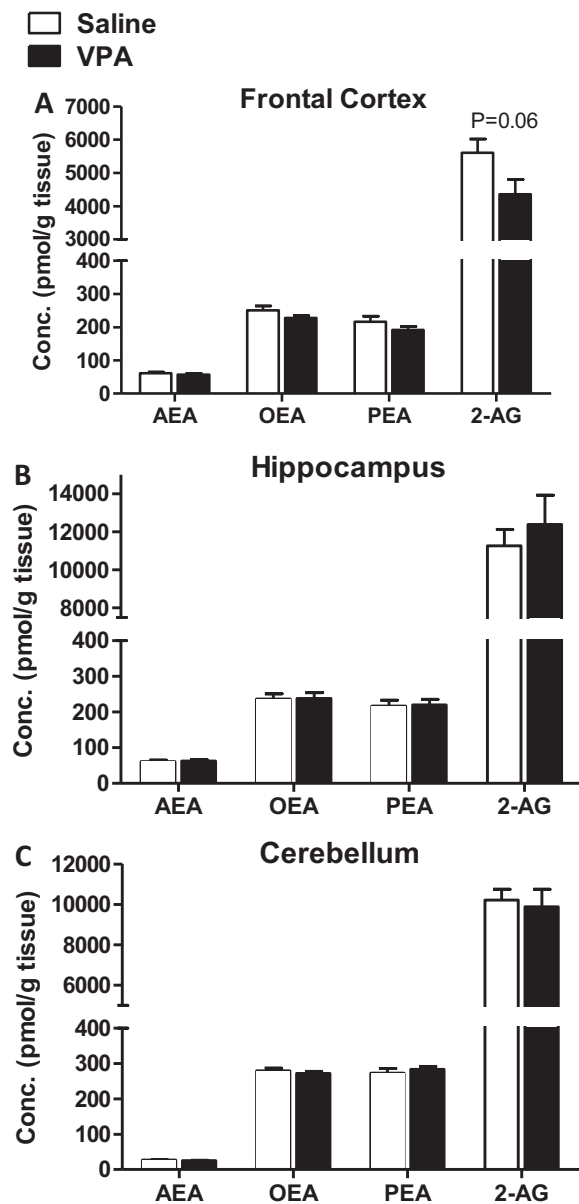 Saline
VPA
A
Frontal Cortex
Conc. (pmol/g tissue)
7000
6000
5000
4000
3000
400
300
200
100
0
P=0.06
AEA OEA PEA 2-AG
B
Hippocampus
Conc. (pmol/g tissue)
14000
12000
10000
8000
400
300
200
100
0
AEA OEA PEA 2-AG
C
Cerebellum
Conc. (pmol/g tissue)
12000
10000
8000
6000
400
300
200
100
0
AEA OEA PEA 2-AG